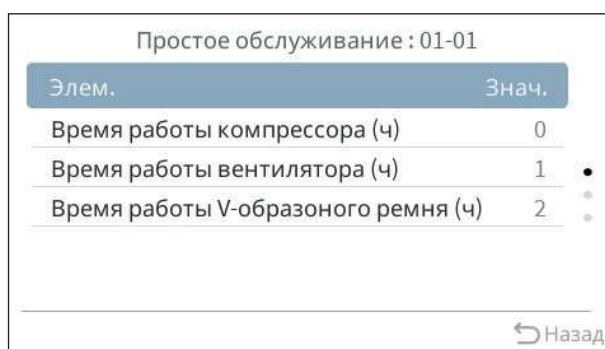 Простое обслуживание : 01-01
Элем. Знач.
Время работы компрессора (ч) 0
Время работы вентилятора (ч) 1
Время работы V-образоного ремня (ч) 2
Назад